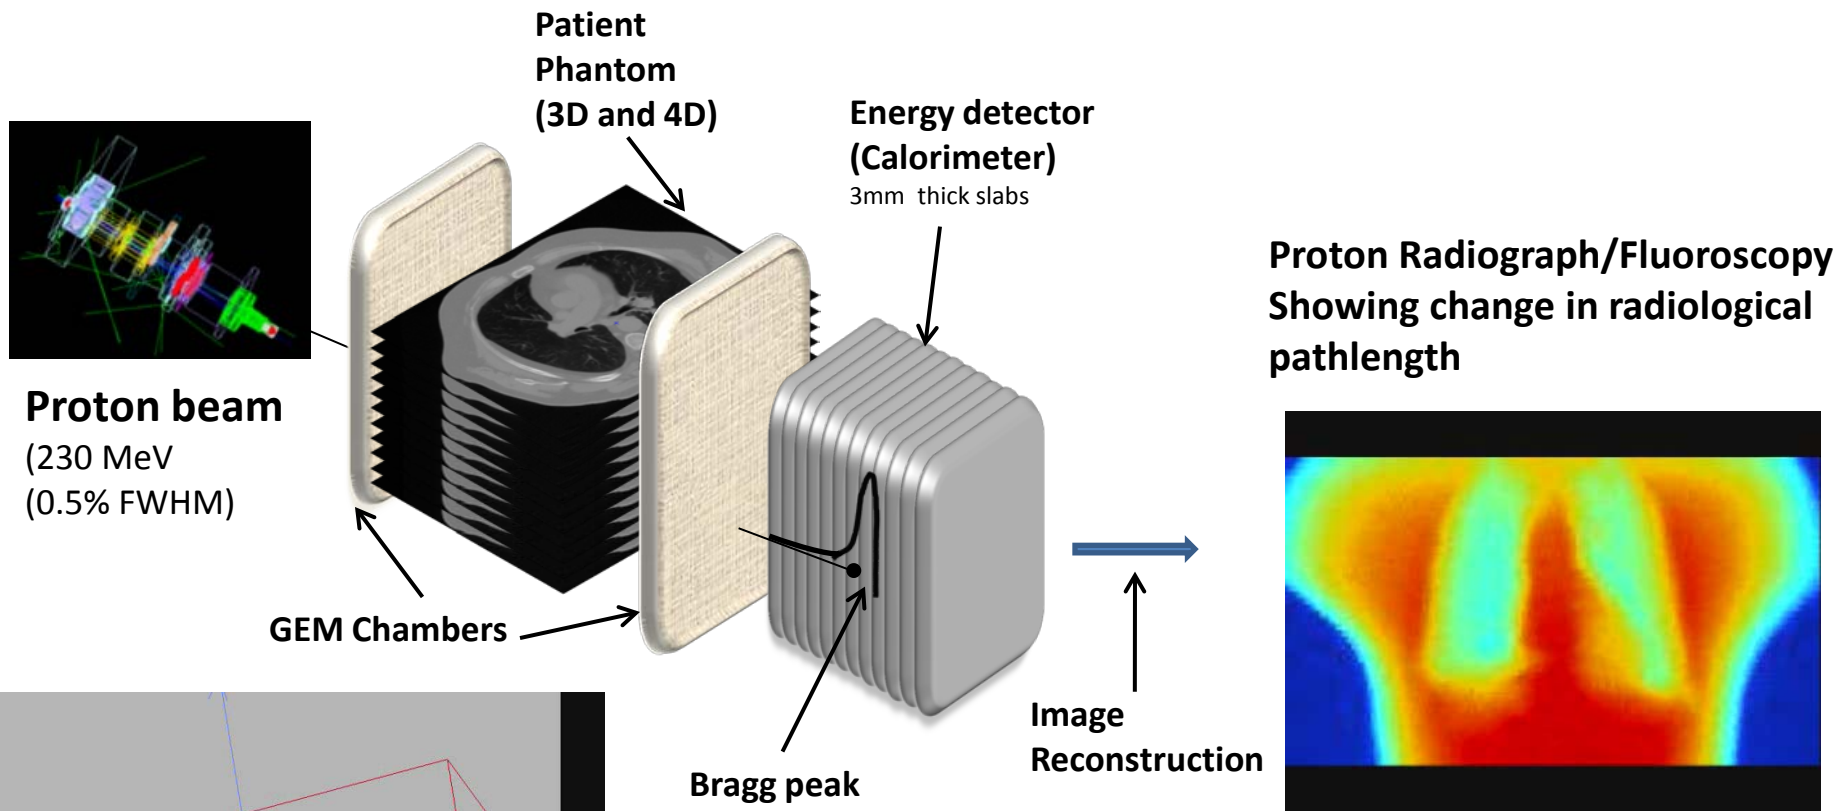 Patient
Phantom
(3D and 4D)
Energy detector
(Calorimeter)
3mm thick slabs
Proton Radiograph/Fluoroscopy
Showing change in radiological
pathlength
Proton beam
(230 MeV
(0.5% FWHM)
GEM Chambers
Bragg peak
Image
Reconstruction